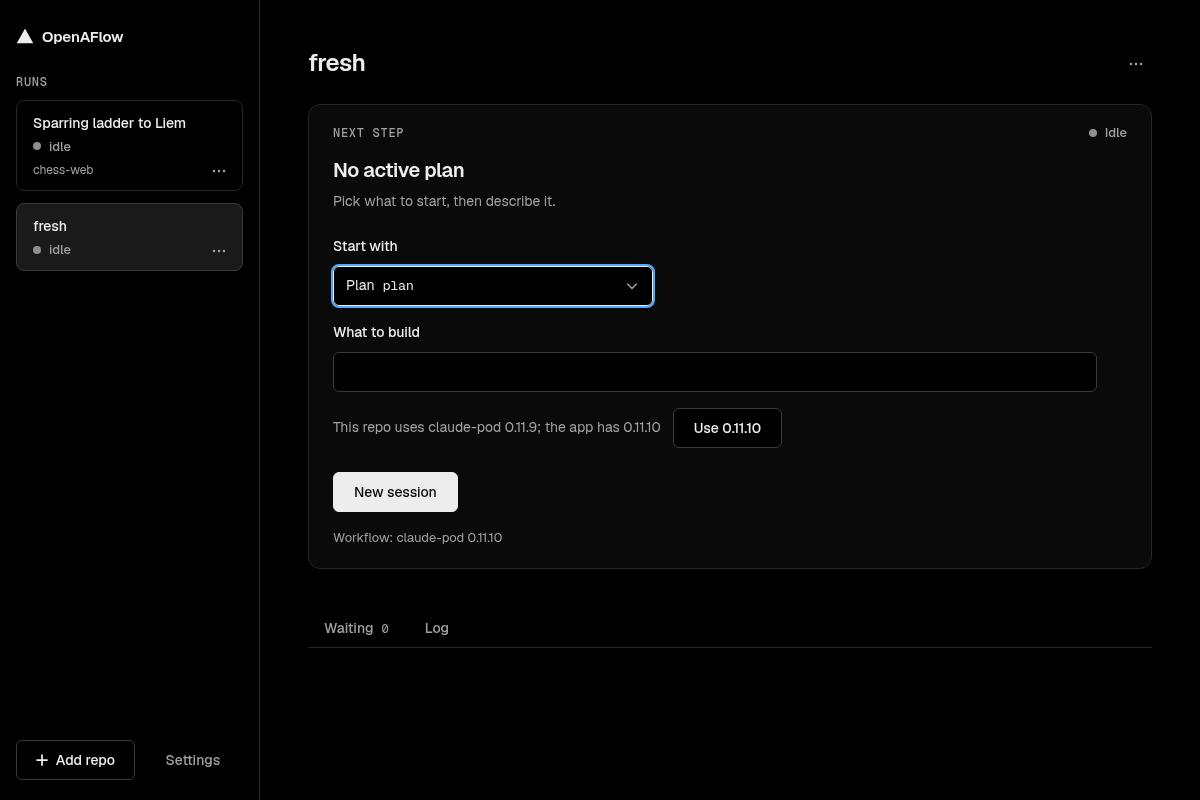 OpenAFlow
RUNS
Sparring ladder to Liem
idle
chess-web
fresh
idle
Add repo
Settings
fresh
NEXT STEP
Idle
No active plan
Pick what to start, then describe it.
Start with
Plan plan
What to build
This repo uses claude-pod 0.11.9; the app has 0.11.10
Use 0.11.10
New session
Workflow: claude-pod 0.11.10
Waiting 0
Log